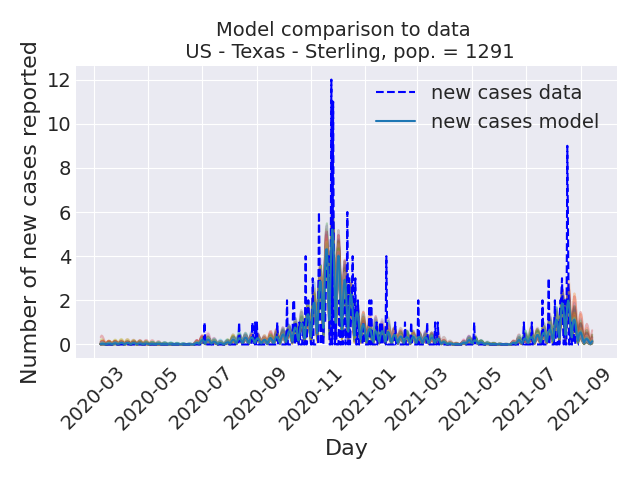 Model comparison to data
US - Texas - Sterling, pop. = 1291
Number of new cases reported
12
10
8
6
4
2
0
new cases data
new cases model
2020-03
2020-05
2020-07
2020-09
2020-11
2021-01
2021-03
2021-05
2021-07
2021-09
Day